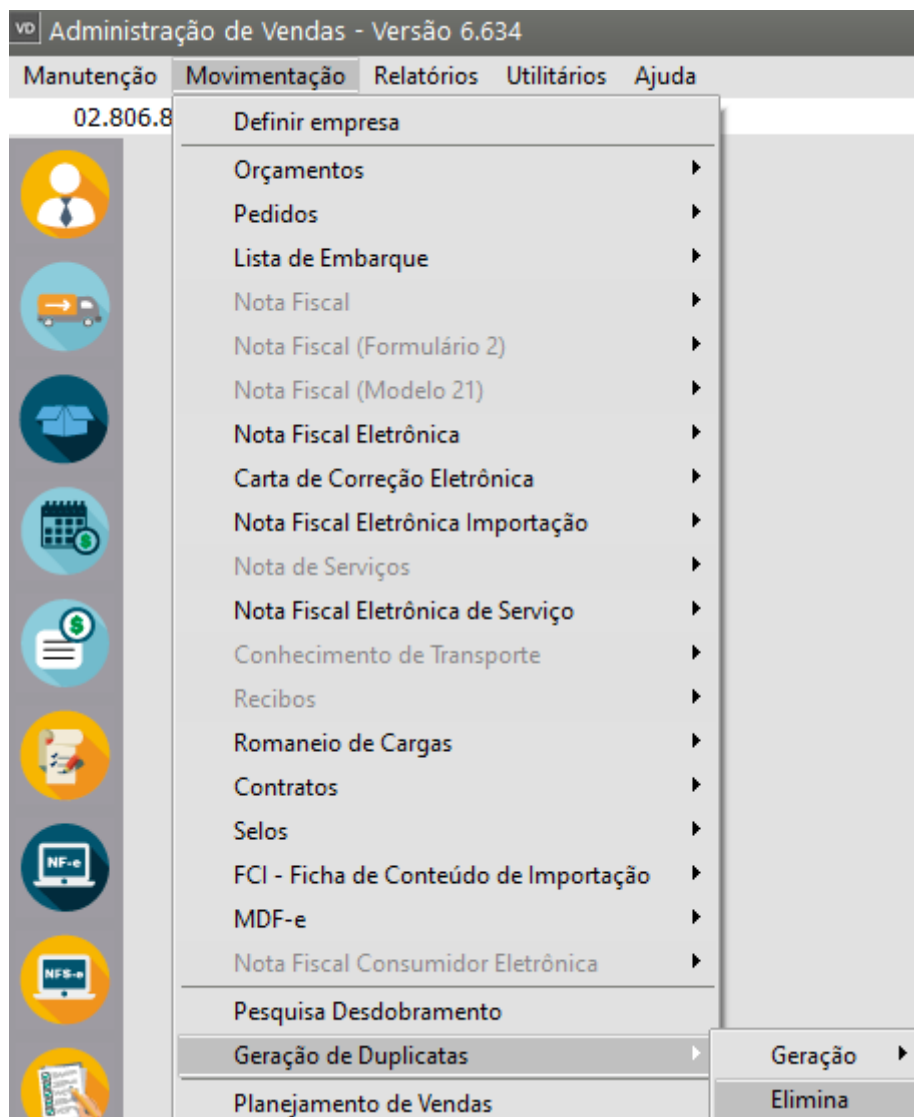 VD Administração de Vendas - Versão 6.634
Manutenção Movimentação Relatórios Utilitários Ajuda
02.806.8
Definir empresa
Orçamentos
Pedidos
Lista de Embarque
Nota Fiscal
Nota Fiscal (Formulário 2)
Nota Fiscal (Modelo 21)
Nota Fiscal Eletrônica
Carta de Correção Eletrônica
Nota Fiscal Eletrônica Importação
Nota de Serviços
Nota Fiscal Eletrônica de Serviço
Conhecimento de Transporte
Recibos
Romaneio de Cargas
Contratos
Selos
NF-e
FCI - Ficha de Conteúdo de Importação
MDF-e
Nota Fiscal Consumidor Eletrônica
NFS-e
Pesquisa Desdobramento
Geração de Duplicatas
Geração
Planejamento de Vendas
Elimina